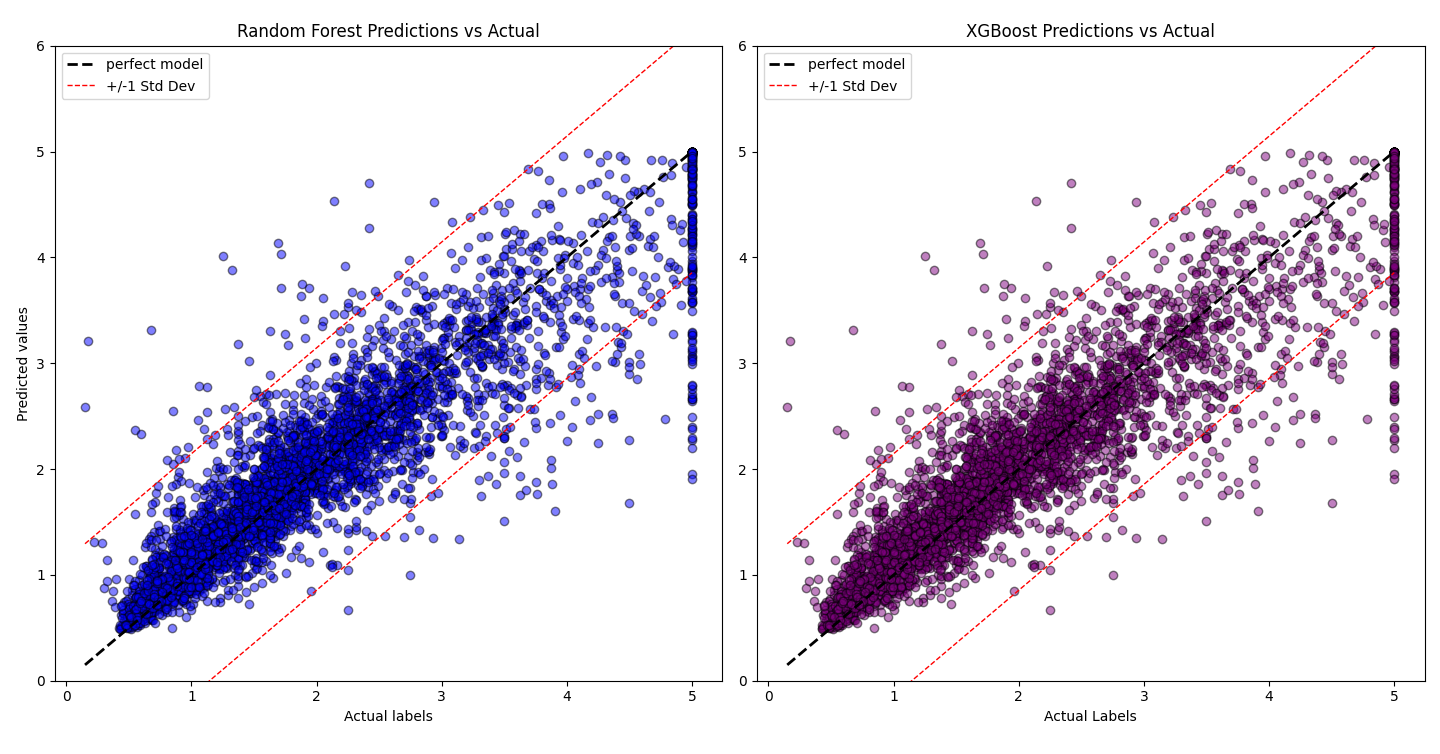 Random Forest Predictions vs Actual
perfect model
+/-1 Std Dev
6
5
4
3
2
1
0
Predicted values
0 1 2 3 4 5
Actual labels
XGBoost Predictions vs Actual
perfect model
+/-1 Std Dev
6
5
4
3
2
1
0
0 1 2 3 4 5
Actual Labels